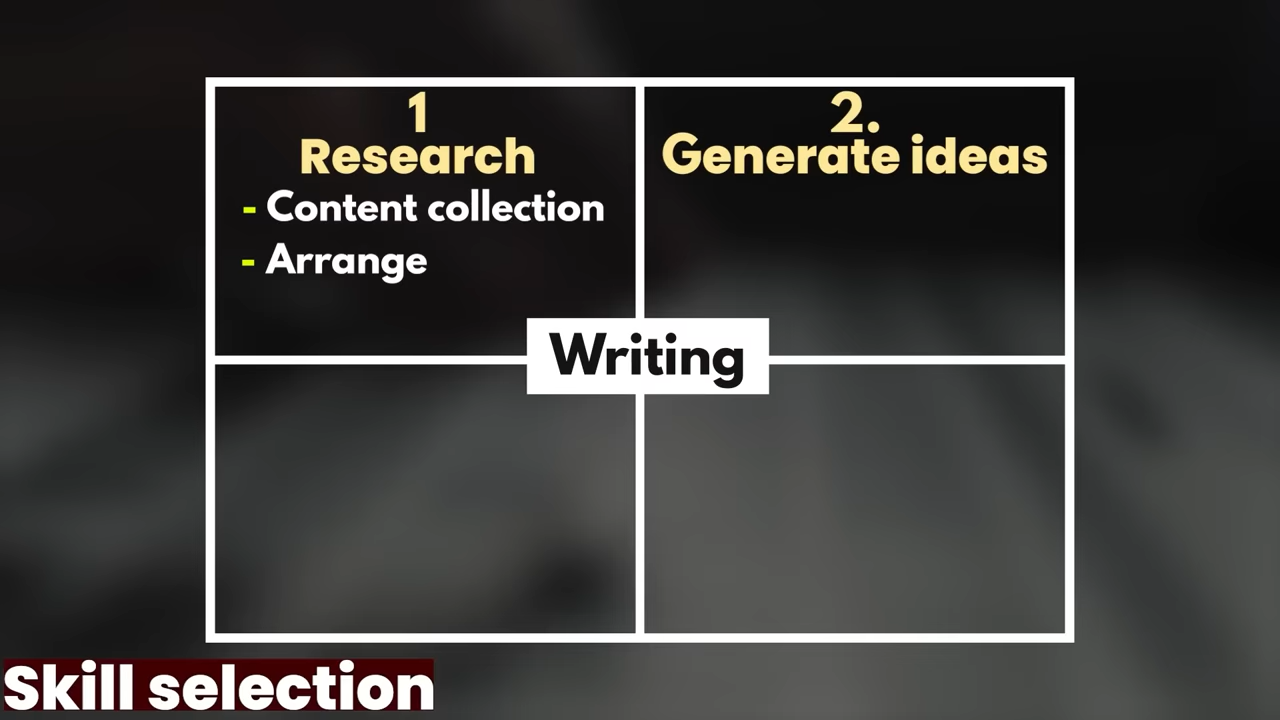 1
Research
- Content collection
- Arrange
2.
Generate ideas
Writing
Skill selection